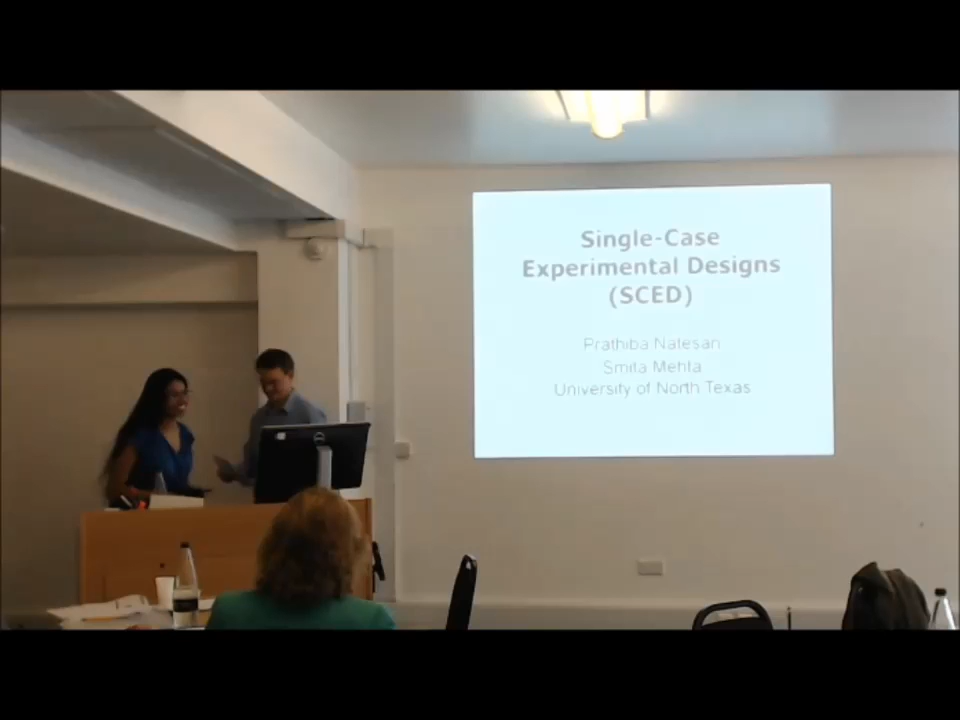 Single-Case
Experimental Designs
(SCED)
Prathiba Natesan
Smita Mehta
University of North Texas